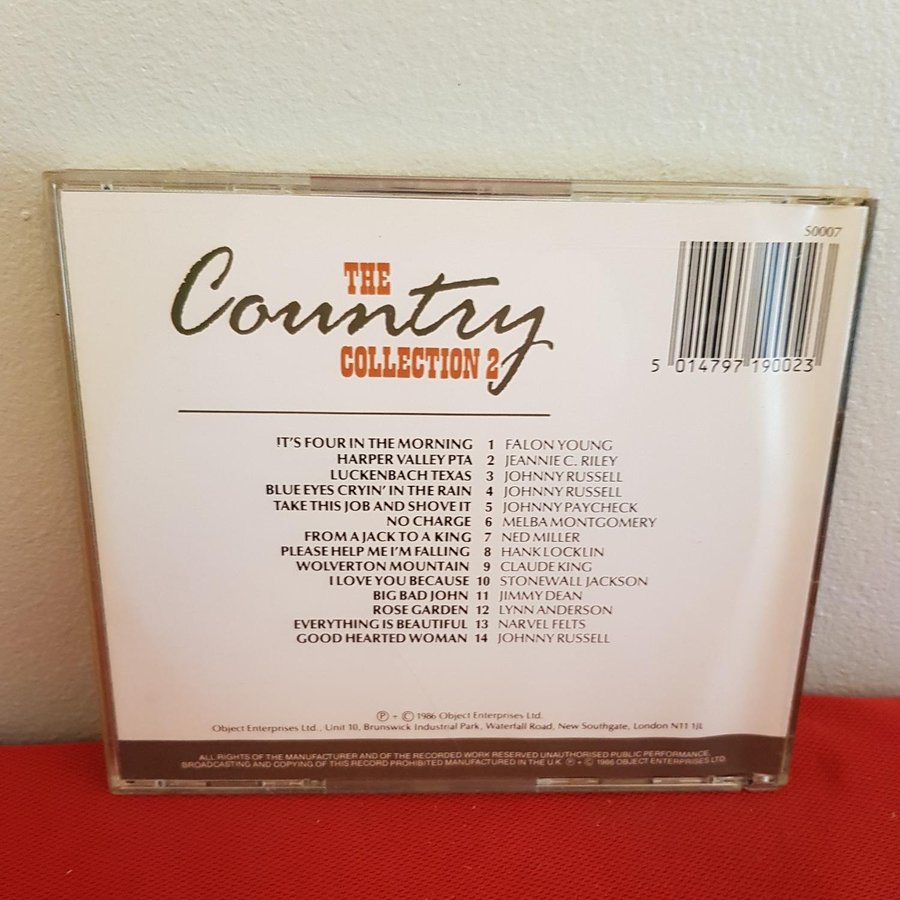 S0007
THE
Country
COLLECTION 2
5 014797 190023
IT'S FOUR IN THE MORNING 1 FALON YOUNG
HARPER VALLEY PTA 2 JEANNIE C. RILEY
LUCKENBACH TEXAS 3 JOHNNY RUSSELL
BLUE EYES CRYIN' IN THE RAIN 4 JOHNNY RUSSELL
TAKE THIS JOB AND SHOVE IT 5 JOHNNY PAYCHECK
NO CHARGE 6 MELBA MONTGOMERY
FROM A JACK TO A KING 7 NED MILLER
PLEASE HELP ME I'M FALLING 8 HANK LOCKLIN
WOLVERTON MOUNTAIN 9 CLAUDE KING
I LOVE YOU BECAUSE 10 STONEWALL JACKSON
BIG BAD JOHN 11 JIMMY DEAN
ROSE GARDEN 12 LYNN ANDERSON
EVERYTHING IS BEAUTIFUL 13 NARVEL FELTS
GOOD HEARTED WOMAN 14 JOHNNY RUSSELL
Ⓟ + © 1986 Object Enterprises Ltd.
Object Enterprises Ltd., Unit 10, Brunswick Industrial Park, Waterfall Road, New Southgate, London N11 1JL
ALL RIGHTS OF THE MANUFACTURER AND OF THE RECORDED WORK RESERVED UNAUTHORISED PUBLIC PERFORMANCE,
BROADCASTING AND COPYING OF THIS RECORD PROHIBITED MANUFACTURED IN THE U.K. Ⓟ + © 1986 OBJECT ENTERPRISES LTD.